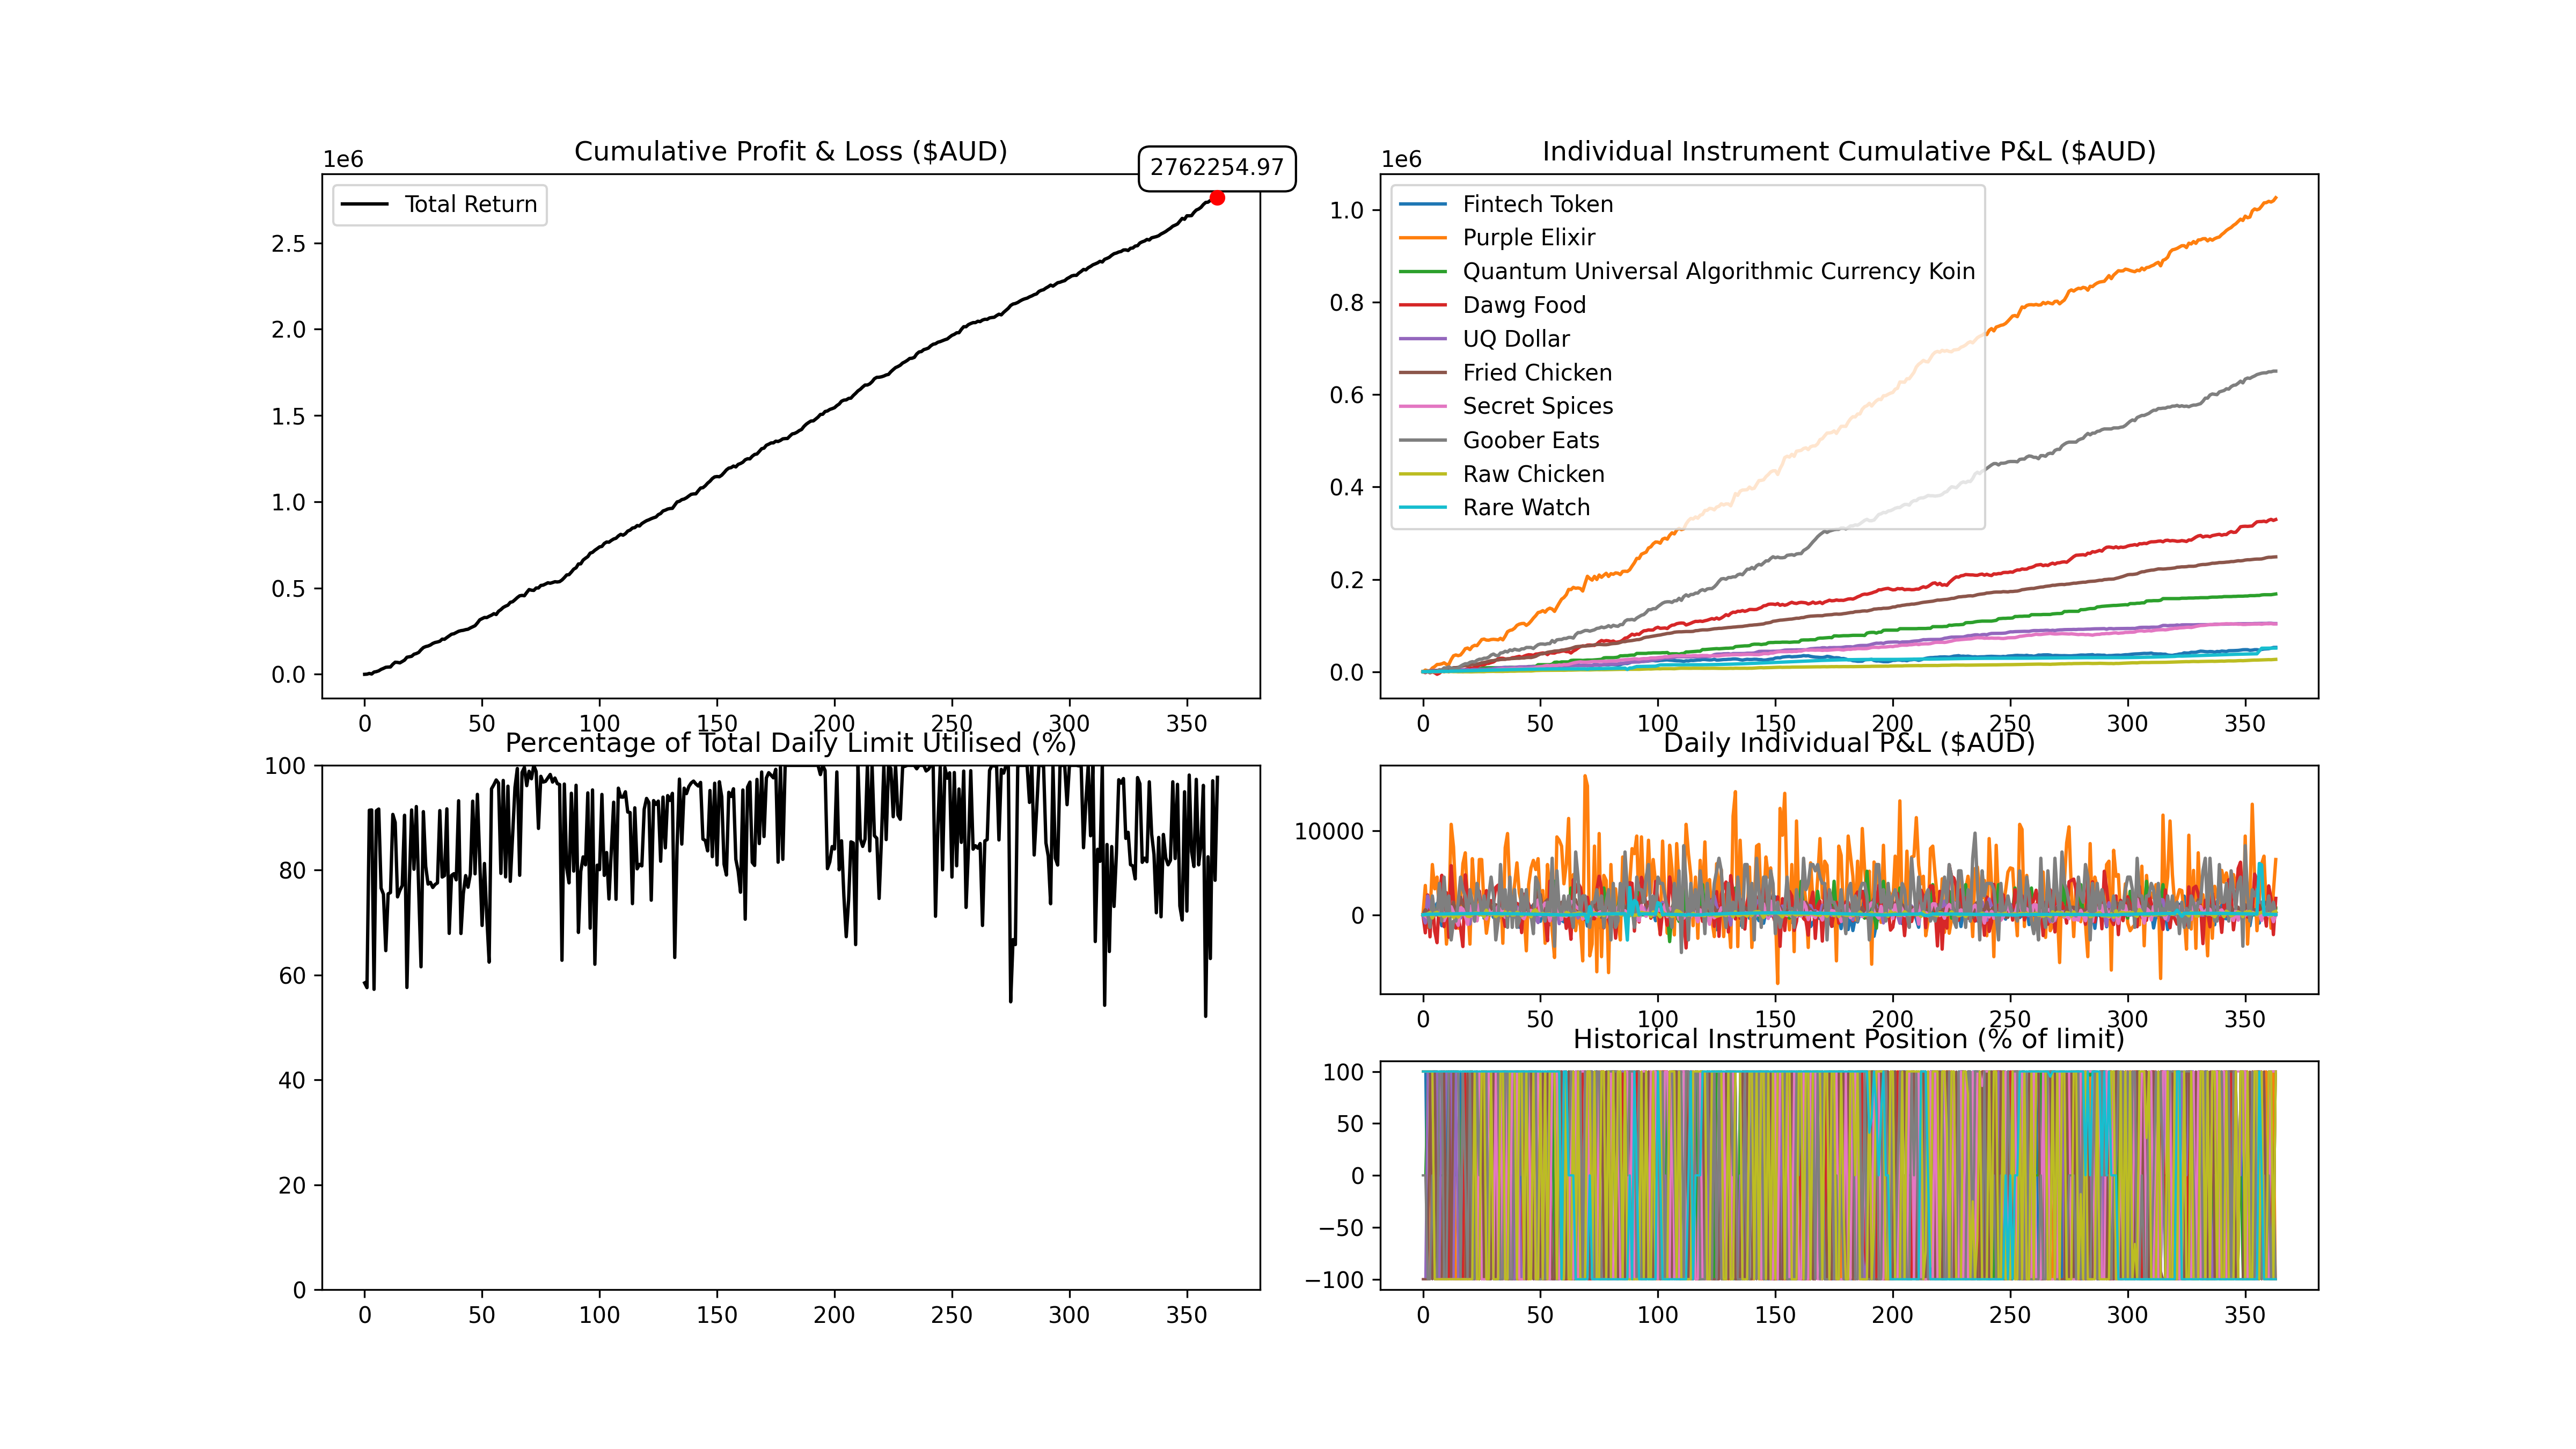 Cumulative Profit & Loss ($AUD)
1e6
2762254.97
Total Return
2.5
2.0
1.5
1.0
0.5
0.0
0 50 100 150 200 250 300 350
Individual Instrument Cumulative P&L ($AUD)
1e6
Fintech Token
Purple Elixir
Quantum Universal Algorithmic Currency Koin
Dawg Food
UQ Dollar
Fried Chicken
Secret Spices
Goober Eats
Raw Chicken
Rare Watch
1.0
0.8
0.6
0.4
0.2
0.0
0 50 100 150 200 250 300 350
Percentage of Total Daily Limit Utilised (%)
100
80
60
40
20
0
0 50 100 150 200 250 300 350
Daily Individual P&L ($AUD)
10000
0
0 50 100 150 200 250 300 350
Historical Instrument Position (% of limit)
100
50
0
−50
−100
0 50 100 150 200 250 300 350